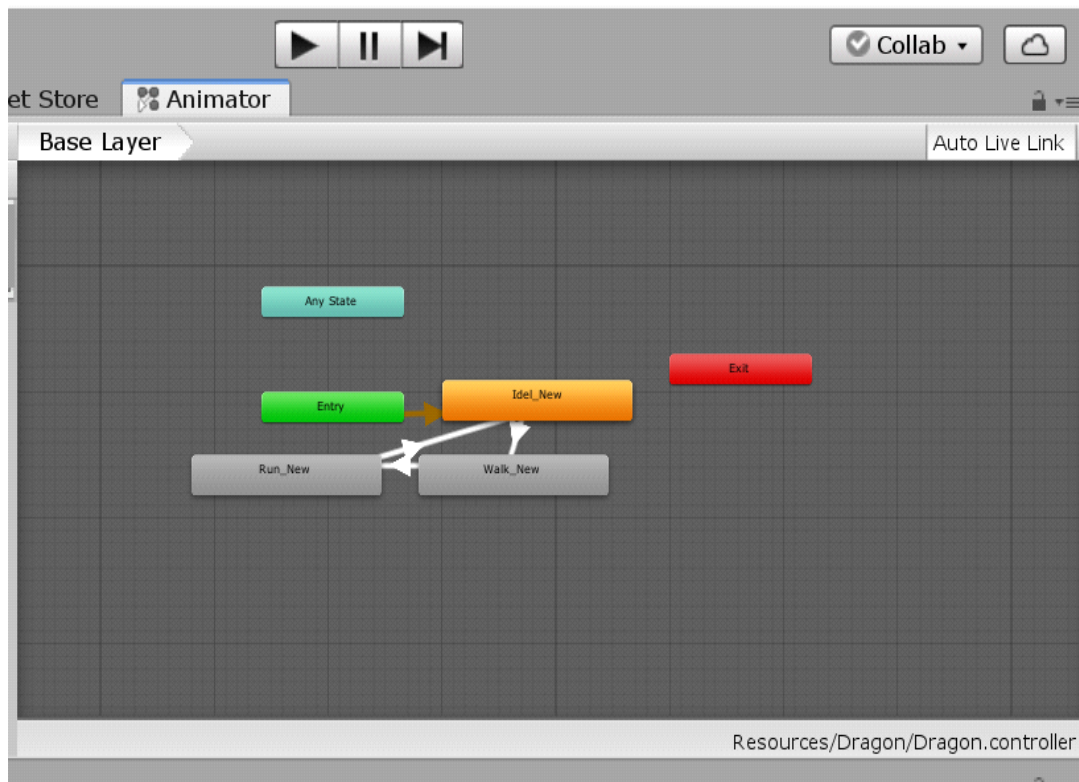 Collab
et Store
Animator
Base Layer
Auto Live Link
Any State
Exit
Idel_New
Entry
Run_New
Walk_New
Resources/Dragon/Dragon.controller